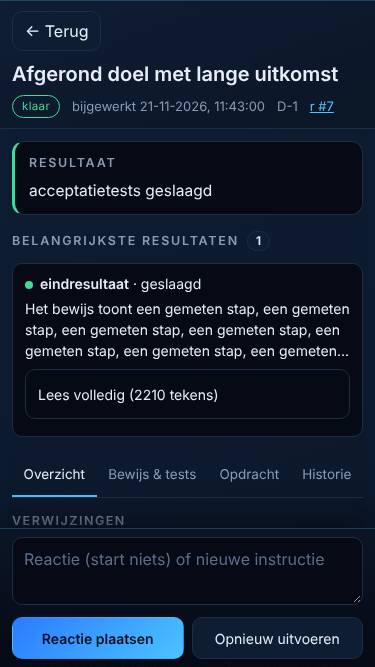 ← Terug
Afgerond doel met lange uitkomst
klaar bijgewerkt 21-11-2026, 11:43:00 D-1 r #7
RESULTAAT
acceptatietests geslaagd
BELANGRIJKSTE RESULTATEN 1
eindresultaat · geslaagd
Het bewijs toont een gemeten stap, een gemeten
stap, een gemeten stap, een gemeten stap, een
gemeten stap, een gemeten stap, een gemeten…
Lees volledig (2210 tekens)
Overzicht Bewijs & tests Opdracht Historie
VERWIJZINGEN
Reactie (start niets) of nieuwe instructie
Reactie plaatsen Opnieuw uitvoeren